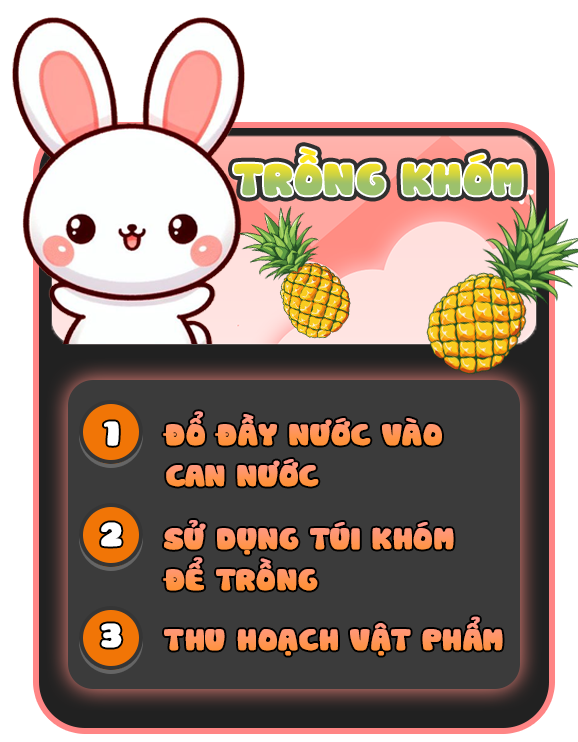 TRỒNG KHÓM
1
ĐỔ ĐẦY NƯỚC VÀO
CAN NƯỚC
2
SỬ DỤNG TÚI KHÓM
ĐỂ TRỒNG
3
THU HOẠCH VẬT PHẨM